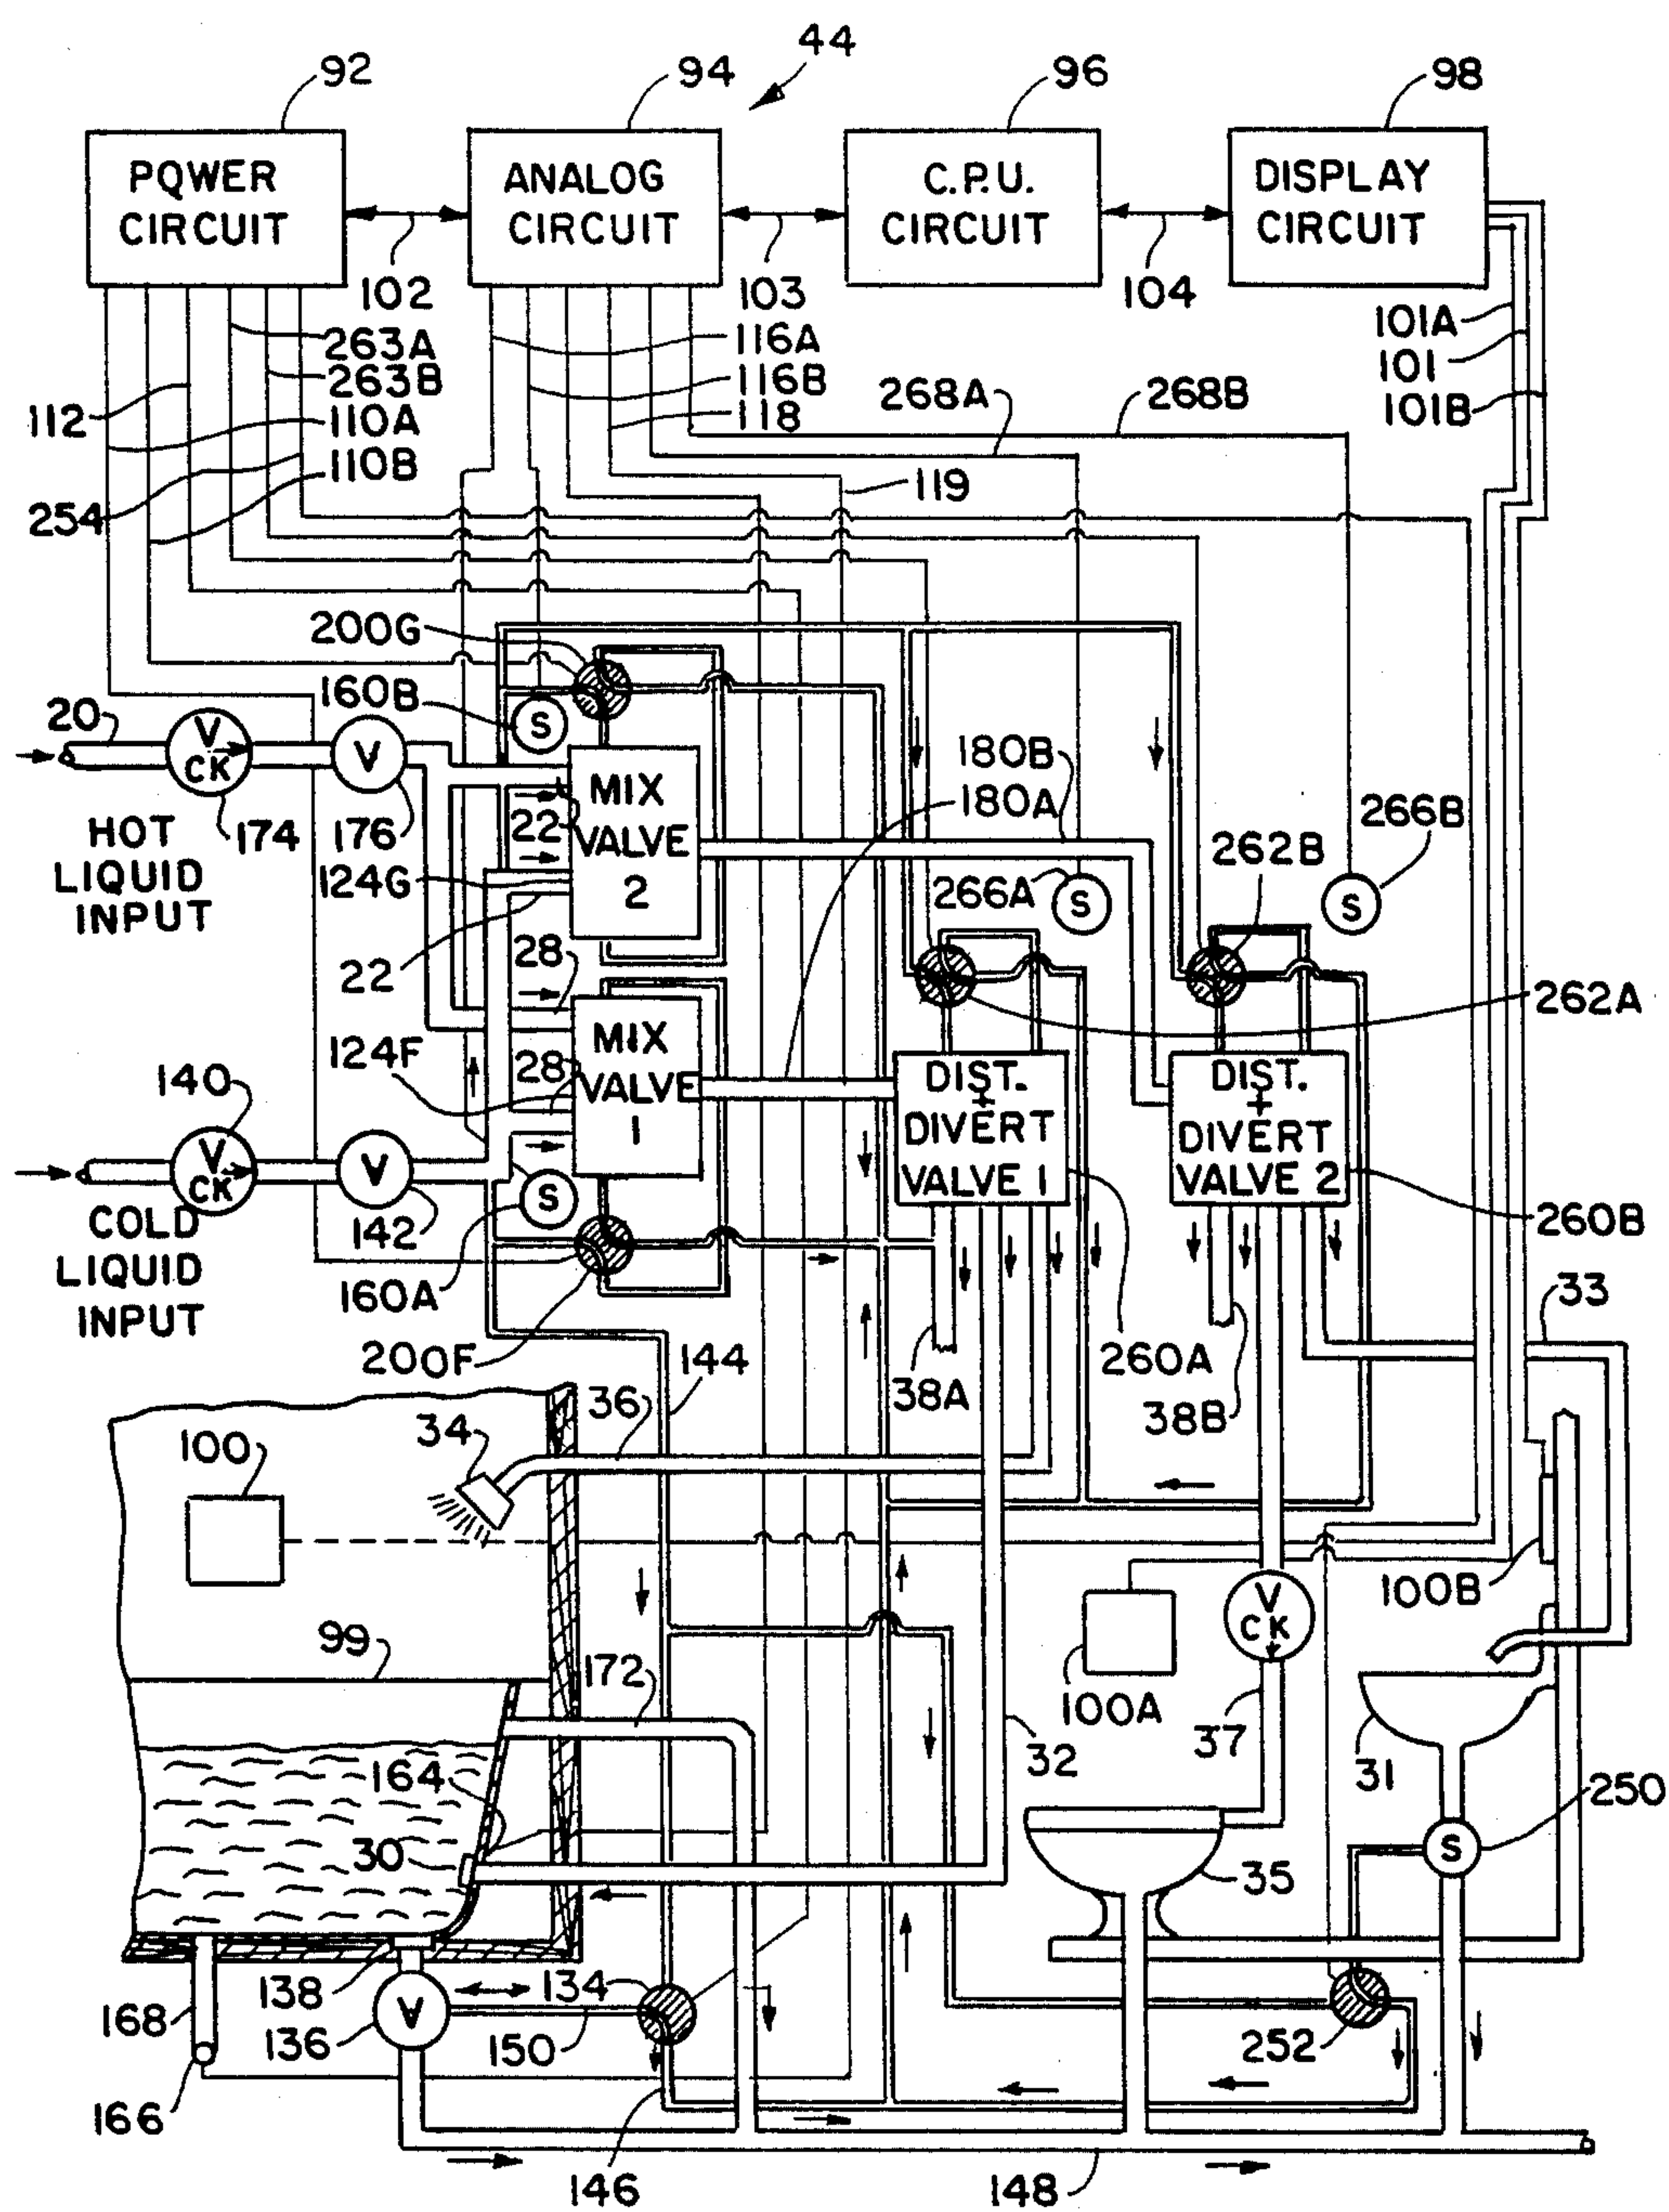 44
92
94
96
98
PQWER
CIRCUIT
ANALOG
CIRCUIT
C.P.U.
CIRCUIT
DISPLAY
CIRCUIT
102
103
104
101A
101
101B
263A
263B
112
110A
110B
254
116A
116B
118
268A
268B
119
200G
160B
S
20
V
CK
V
174
176
HOT
LIQUID
INPUT
22
MIX
VALVE
2
124G
22
180B
180A
266A
S
262B
266B
S
28
262A
124F
28
MIX
VALVE
1
DIST.
+
DIVERT
VALVE 1
DIST.
+
DIVERT
VALVE 2
140
V
CK
V
142
COLD
LIQUID
INPUT
S
160A
200F
260B
260A
33
144
38A
38B
36
34
100
100B
V
CK
100A
99
172
32
37
31
164
30
250
S
35
138
134
168
136
V
150
252
166
146
148